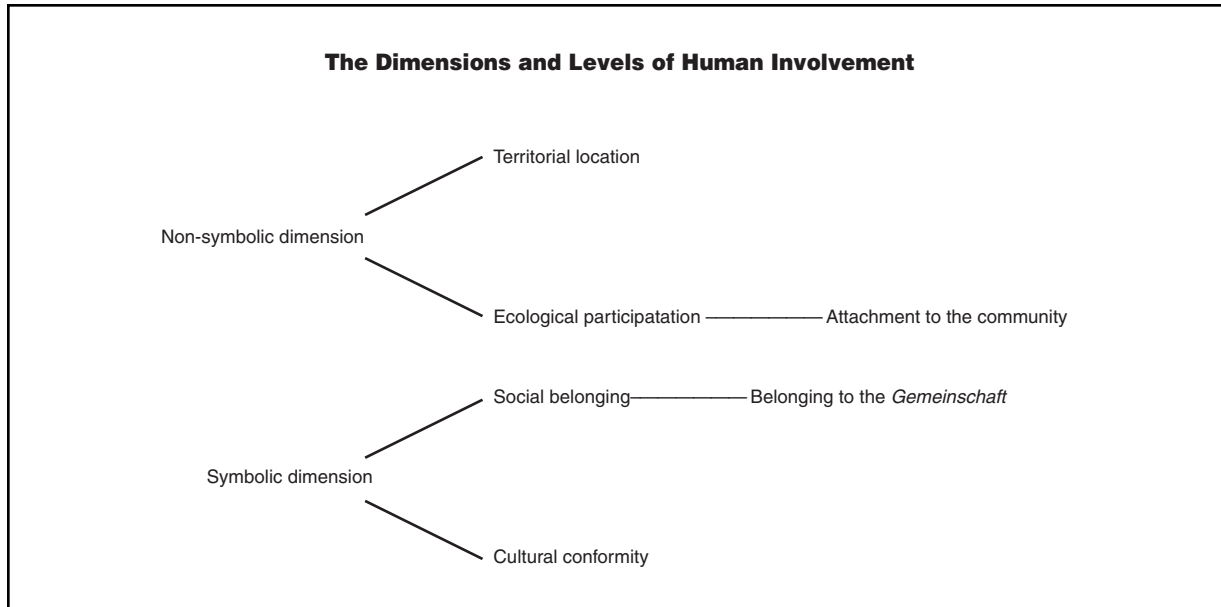 The Dimensions and Levels of Human Involvement
Territorial location
Non-symbolic dimension
Ecological participatation
Attachment to the community
Social belonging
Belonging to the Gemeinschaft
Symbolic dimension
Cultural conformity